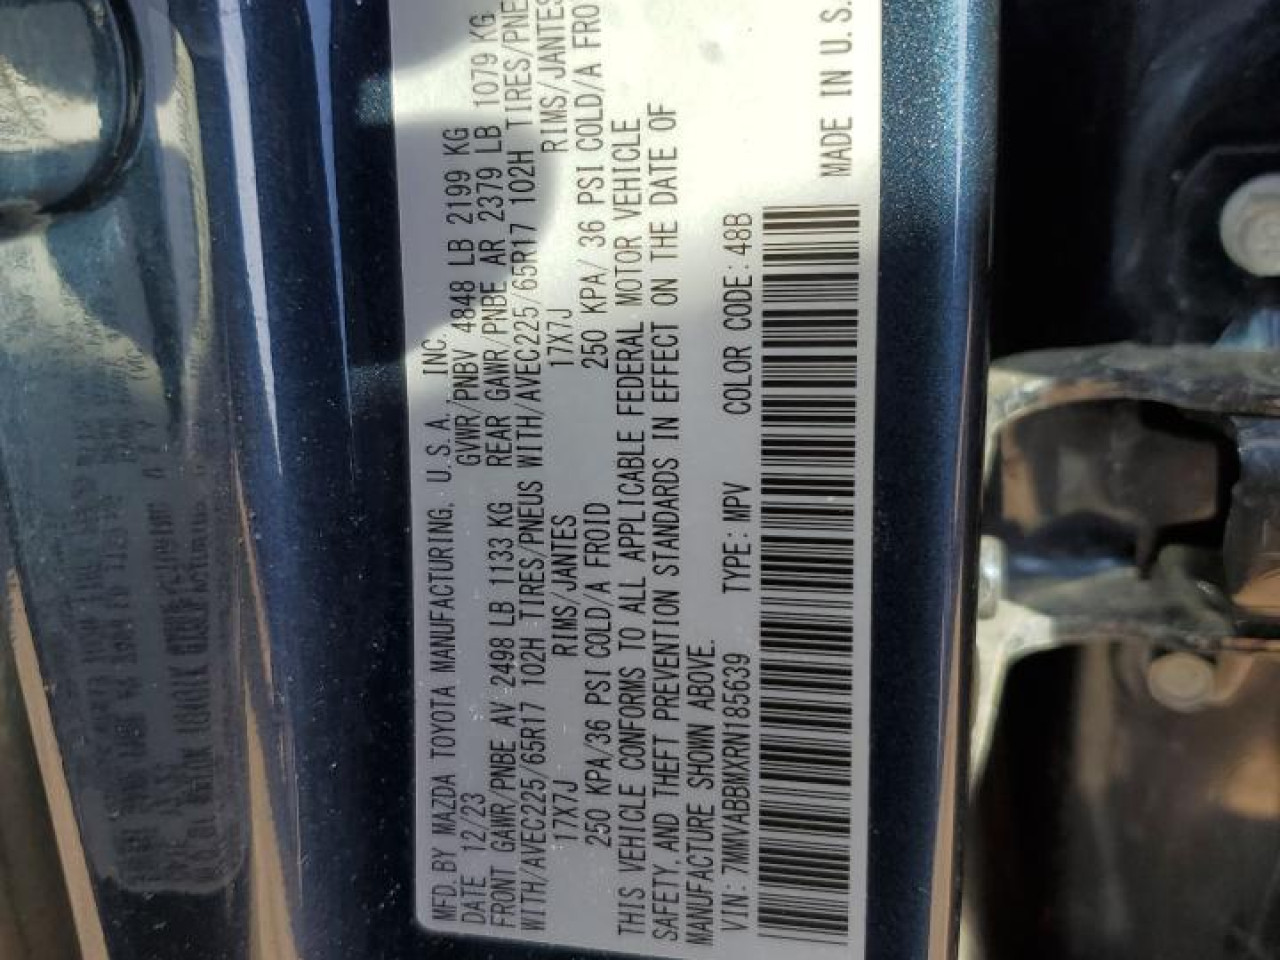 MFD. BY MAZDA TOYOTA MANUFACTURING, U.S.A., INC.
DATE 12/23 GVWR/PNBV 4848 LB 2199 KG
FRONT GAWR/PNBE AV 2498 LB 1133 KG REAR GAWR/PNBE AR 2379 LB 1079 KG
WITH/AVEC225/65R17 102H TIRES/PNEUS WITH/AVEC225/65R17 102H TIRES/PNE
17X7J RIMS/JANTES 17X7J RIMS/JANTES
250 KPA/36 PSI COLD/A FROID 250 KPA/ 36 PSI COLD/A FRO
THIS VEHICLE CONFORMS TO ALL APPLICABLE FEDERAL MOTOR VEHICLE
SAFETY, AND THEFT PREVENTION STANDARDS IN EFFECT ON THE DATE OF
MANUFACTURE SHOWN ABOVE.
VIN: 7MMVABBMXRN185639 TYPE: MPV COLOR CODE: 48B
MADE IN U.S.